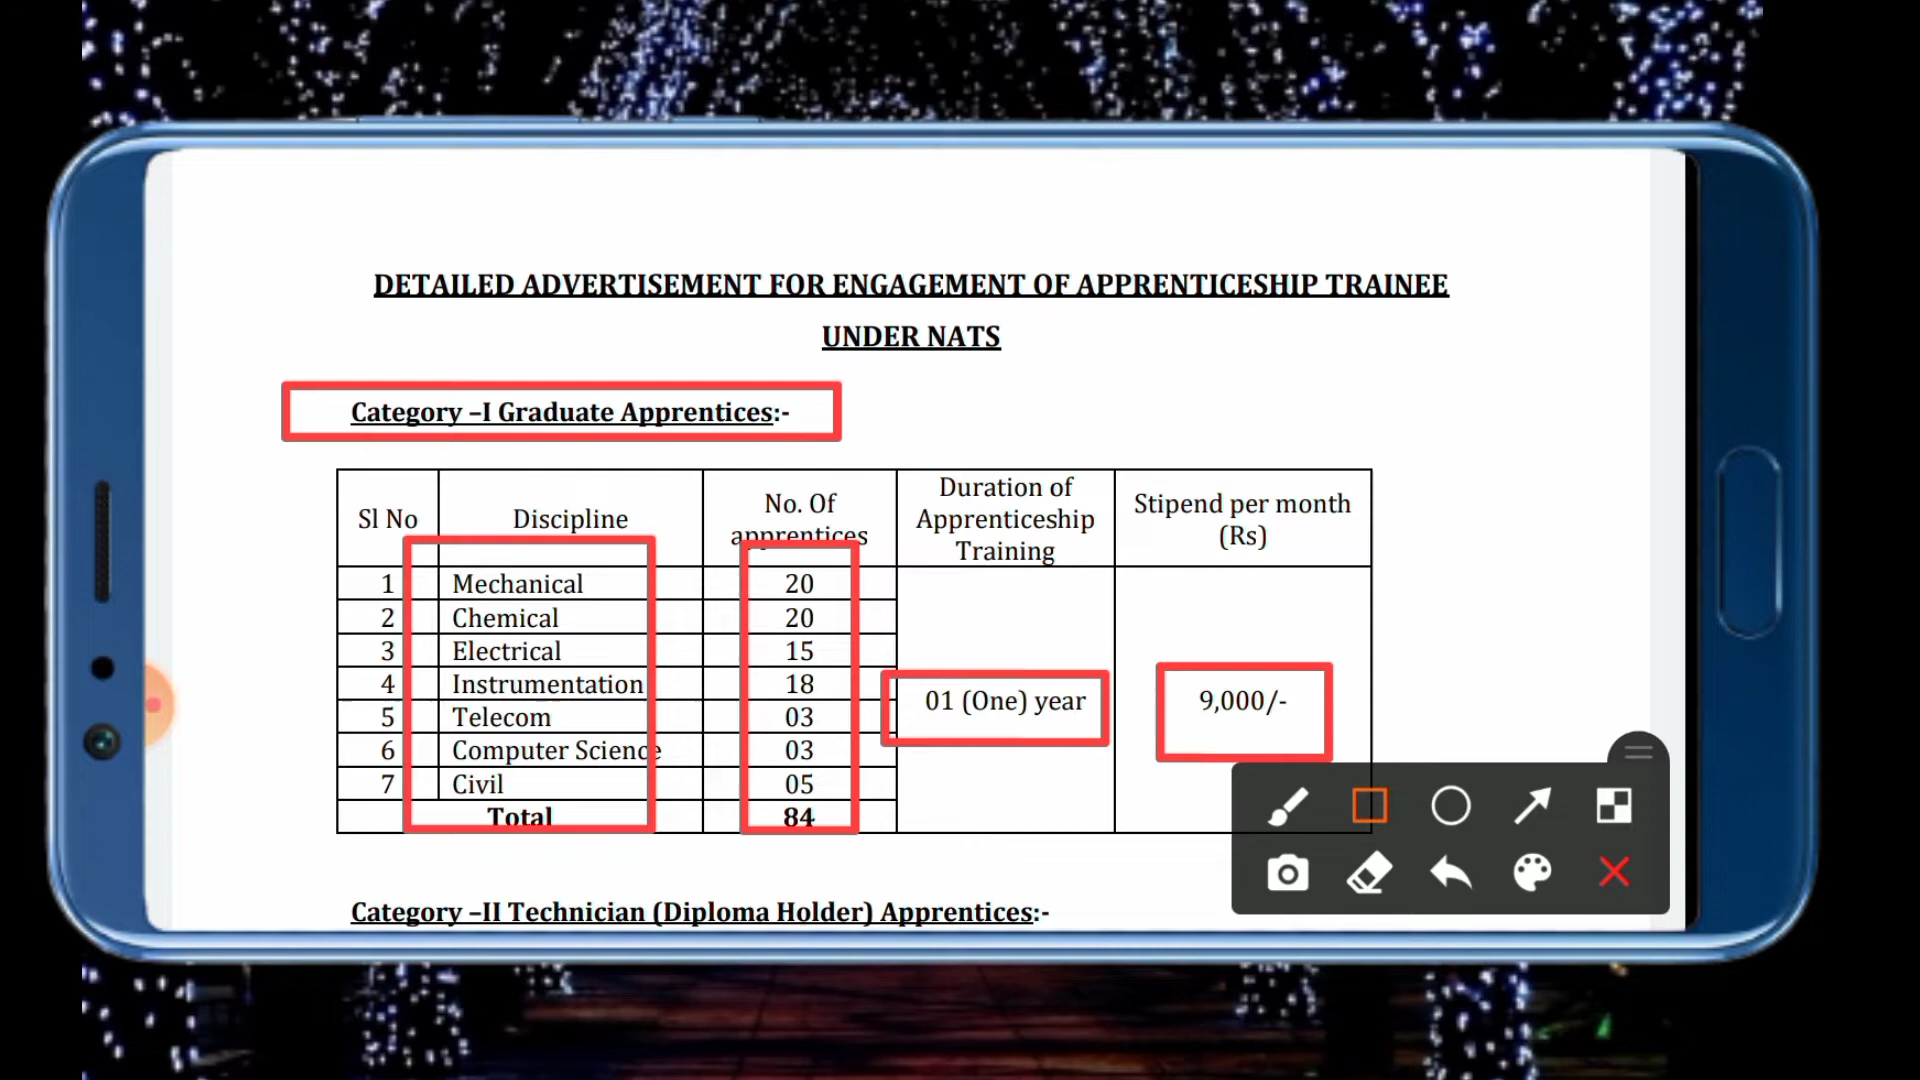 DETAILED ADVERTISEMENT FOR ENGAGEMENT OF APPRENTICESHIP TRAINEE
UNDER NATS
Category –I Graduate Apprentices:-
Sl No Discipline No. Of apprentices Duration of Apprenticeship Training Stipend per month (Rs)
1 Mechanical 20
2 Chemical 20
3 Electrical 15
4 Instrumentation 18
5 Telecom 03
6 Computer Science 03
7 Civil 05
01 (One) year 9,000/-
Total 84
Category –II Technician (Diploma Holder) Apprentices:-